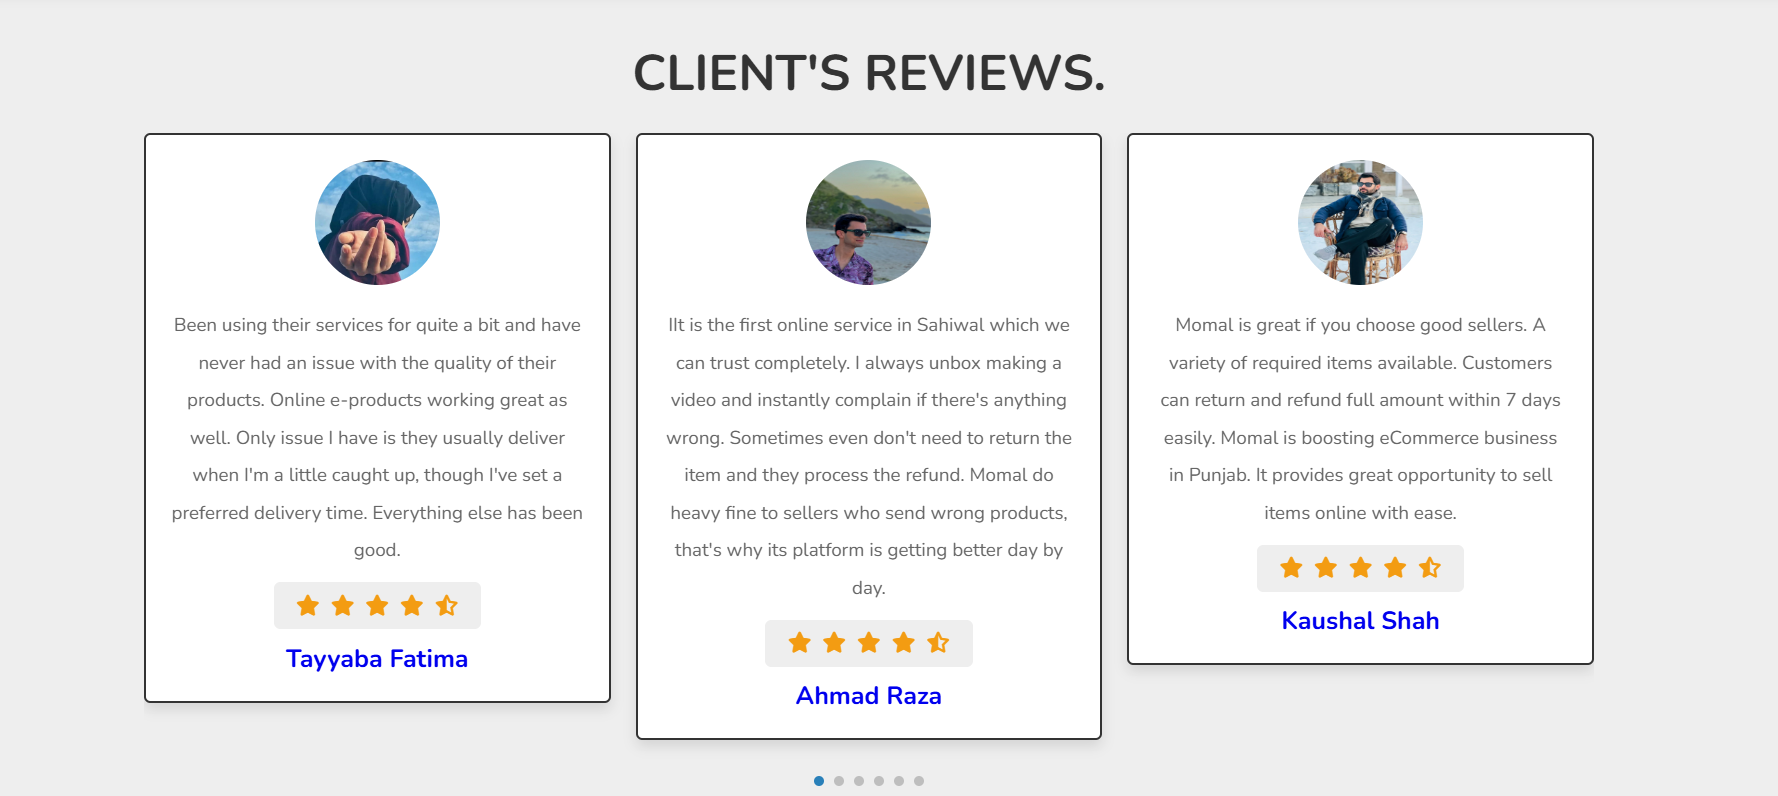 CLIENT'S REVIEWS.
Been using their services for quite a bit and have
never had an issue with the quality of their
products. Online e-products working great as
well. Only issue I have is they usually deliver
when I'm a little caught up, though I've set a
preferred delivery time. Everything else has been
good.
Tayyaba Fatima
IIt is the first online service in Sahiwal which we
can trust completely. I always unbox making a
video and instantly complain if there's anything
wrong. Sometimes even don't need to return the
item and they process the refund. Momal do
heavy fine to sellers who send wrong products,
that's why its platform is getting better day by
day.
Ahmad Raza
Momal is great if you choose good sellers. A
variety of required items available. Customers
can return and refund full amount within 7 days
easily. Momal is boosting eCommerce business
in Punjab. It provides great opportunity to sell
items online with ease.
Kaushal Shah